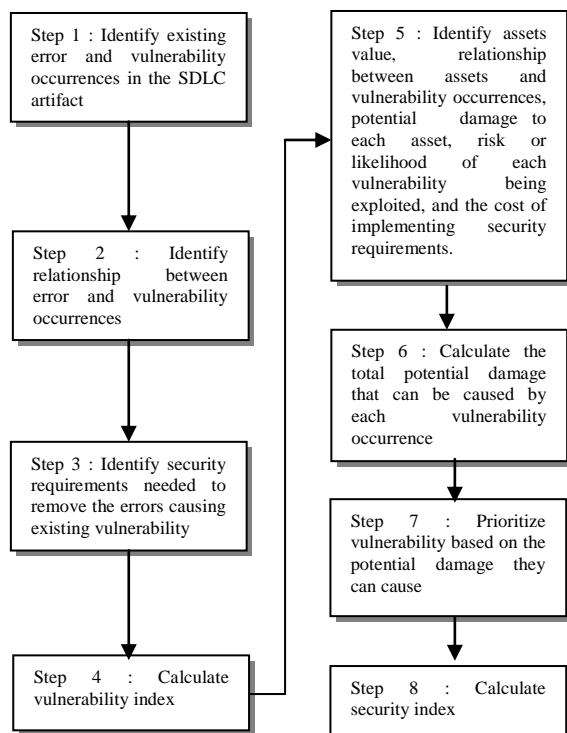 Step 1 : Identify existing
error and vulnerability
occurrences in the SDLC
artifact
Step 2 : Identify
relationship between
error and vulnerability
occurrences
Step 3 : Identify security
requirements needed to
remove the errors causing
existing vulnerability
Step 4 : Calculate
vulnerability index
Step 5 : Identify assets
value, relationship
between assets and
vulnerability occurrences,
potential damage to
each asset, risk or
likelihood of each
vulnerability being
exploited, and the cost of
implementing security
requirements.
Step 6 : Calculate the
total potential damage
that can be caused by
each vulnerability
occurrence
Step 7 : Prioritize
vulnerability based on the
potential damage they
can cause
Step 8 : Calculate
security index